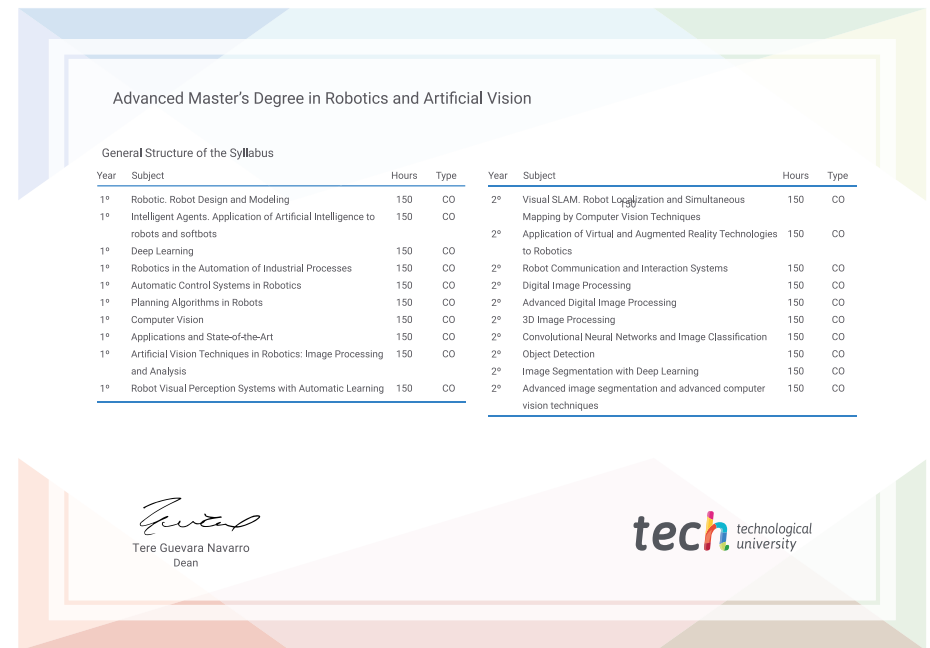 Advanced Master's Degree in Robotics and Artificial Vision
General Structure of the Syllabus
Year Subject Hours Type
1º Robotic. Robot Design and Modeling 150 CO
1º Intelligent Agents. Application of Artificial Intelligence to 150 CO
robots and softbots
1º Deep Learning 150 CO
1º Robotics in the Automation of Industrial Processes 150 CO
1º Automatic Control Systems in Robotics 150 CO
1º Planning Algorithms in Robots 150 CO
1º Computer Vision 150 CO
1º Applications and State-of-the-Art 150 CO
1º Artificial Vision Techniques in Robotics: Image Processing 150 CO
and Analysis
1º Robot Visual Perception Systems with Automatic Learning 150 CO
Year Subject Hours Type
2º Visual SLAM. Robot Localization and Simultaneous 150 CO
150
Mapping by Computer Vision Techniques
2º Application of Virtual and Augmented Reality Technologies 150 CO
to Robotics
2º Robot Communication and Interaction Systems 150 CO
2º Digital Image Processing 150 CO
2º Advanced Digital Image Processing 150 CO
2º 3D Image Processing 150 CO
2º Convolutional Neural Networks and Image Classification 150 CO
2º Object Detection 150 CO
2º Image Segmentation with Deep Learning 150 CO
2º Advanced image segmentation and advanced computer 150 CO
vision techniques
Tere Guevara Navarro
Dean
tech technological
university